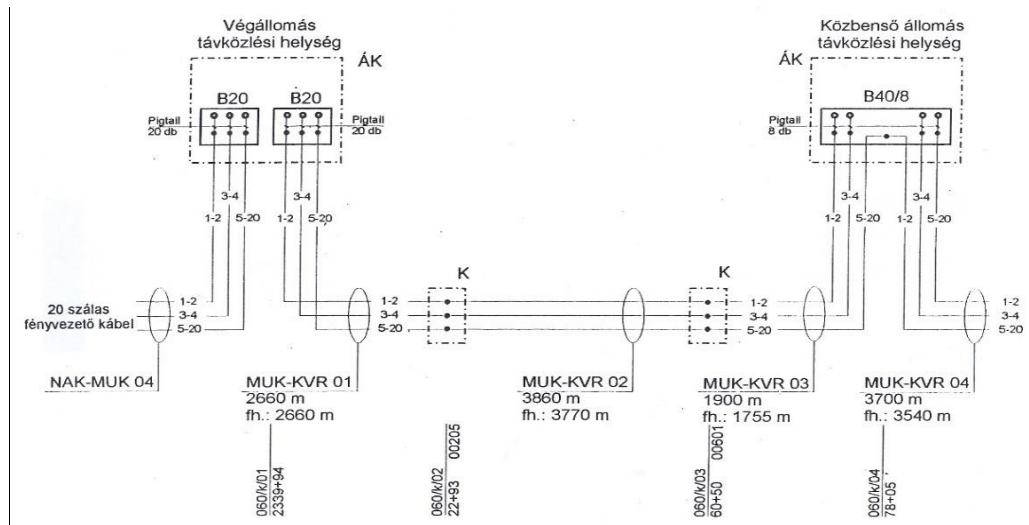 Végállomás
távközlési helység
ÁK
B20
B20
Pigtail
20 db
Pigtail
20 db
3-4
3-4
1-2
5-20
1-2
5-20
Közbenső állomás
távközlési helység
ÁK
B40/8
Pigtail
8 db
3-4
3-4
1-2
5-20
1-2
5-20
K
K
20 szálas
fényvezető kábel
1-2
3-4
5-20
1-2
3-4
5-20
1-2
3-4
5-20
1-2
3-4
5-20
NAK-MUK 04
MUK-KVR 01
2660 m
fh.: 2660 m
MUK-KVR 02
3860 m
fh.: 3770 m
MUK-KVR 03
1900 m
fh.: 1755 m
MUK-KVR 04
3700 m
fh.: 3540 m
060/k/01
2339+94
060/k/02
22+93
00205
060/k/03
60+50
00601
060/k/04
78+05